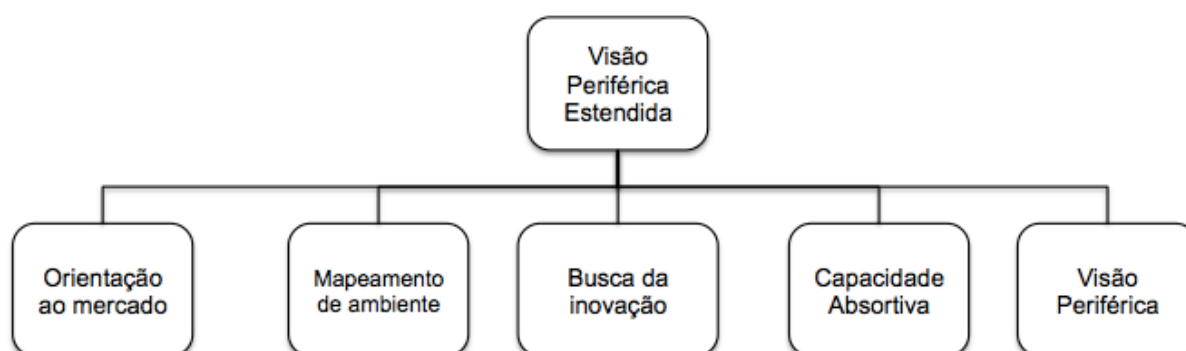 Visão
Periférica
Estendida
Orientação
ao mercado
Mapeamento
de ambiente
Busca da
inovação
Capacidade
Absortiva
Visão
Periférica